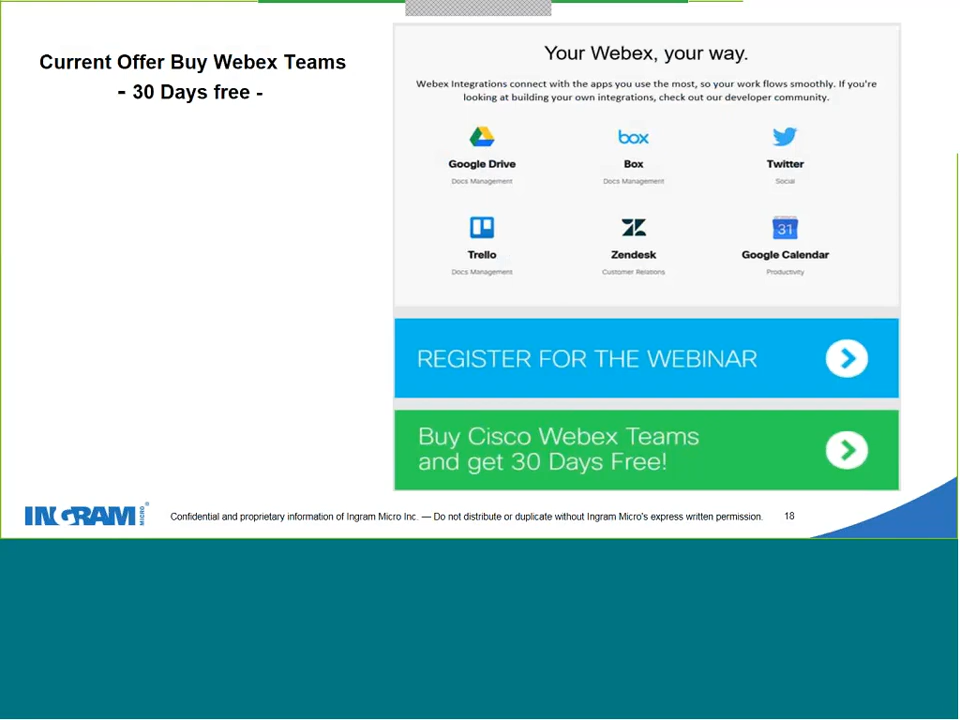 Current Offer Buy Webex Teams
- 30 Days free -
Your Webex, your way.
Webex Integrations connect with the apps you use the most, so your work flows smoothly. If you're
looking at building your own integrations, check out our developer community.
Google Drive
Docs Management
box
Box
Docs Management
Twitter
Social
Trello
Docs Management
Zendesk
Customer Relations
31
Google Calendar
Productivity
REGISTER FOR THE WEBINAR
Buy Cisco Webex Teams
and get 30 Days Free!
INGRAM MICRO®
Confidential and proprietary information of Ingram Micro Inc. — Do not distribute or duplicate without Ingram Micro's express written permission.
18